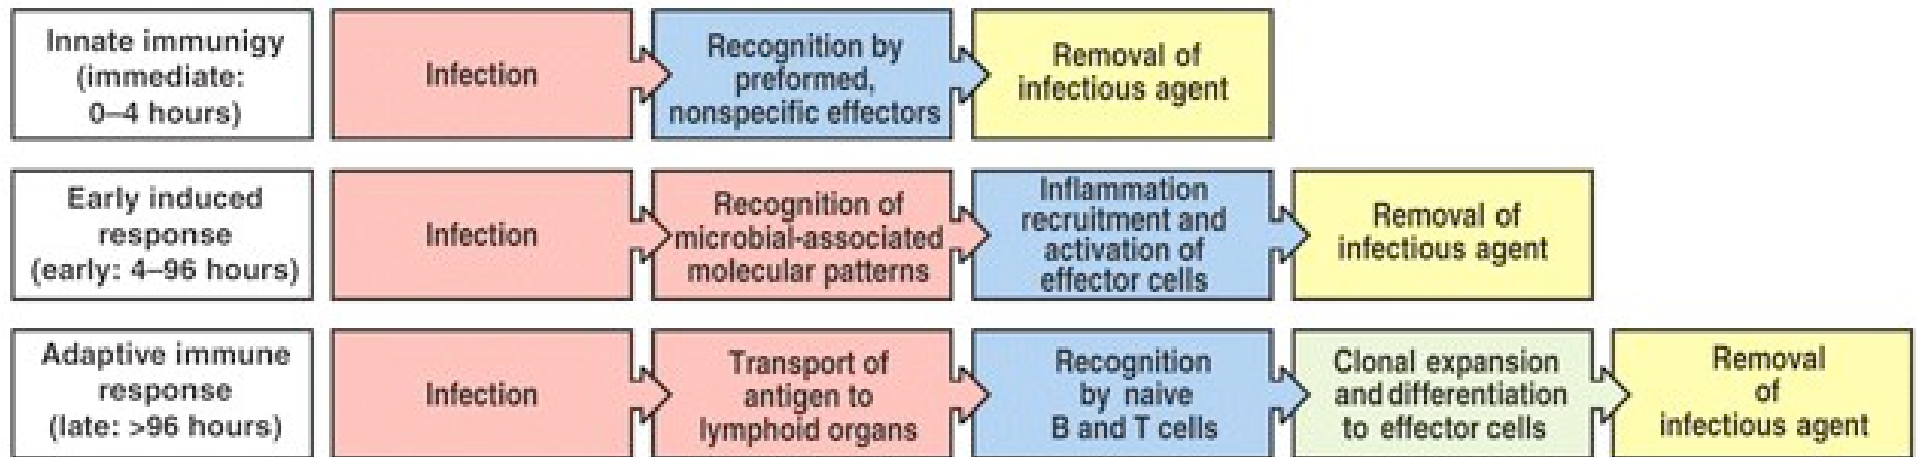 Innate immunigy
(immediate:
0–4 hours)
Infection
Recognition by
preformed,
nonspecific effectors
Removal of
infectious agent
Early induced
response
(early: 4–96 hours)
Infection
Recognition of
microbial-associated
molecular patterns
Inflammation
recruitment and
activation of
effector cells
Removal of
infectious agent
Adaptive immune
response
(late: >96 hours)
Infection
Transport of
antigen to
lymphoid organs
Recognition
by naive
B and T cells
Clonal expansion
and differentiation
to effector cells
Removal
of
infectious agent